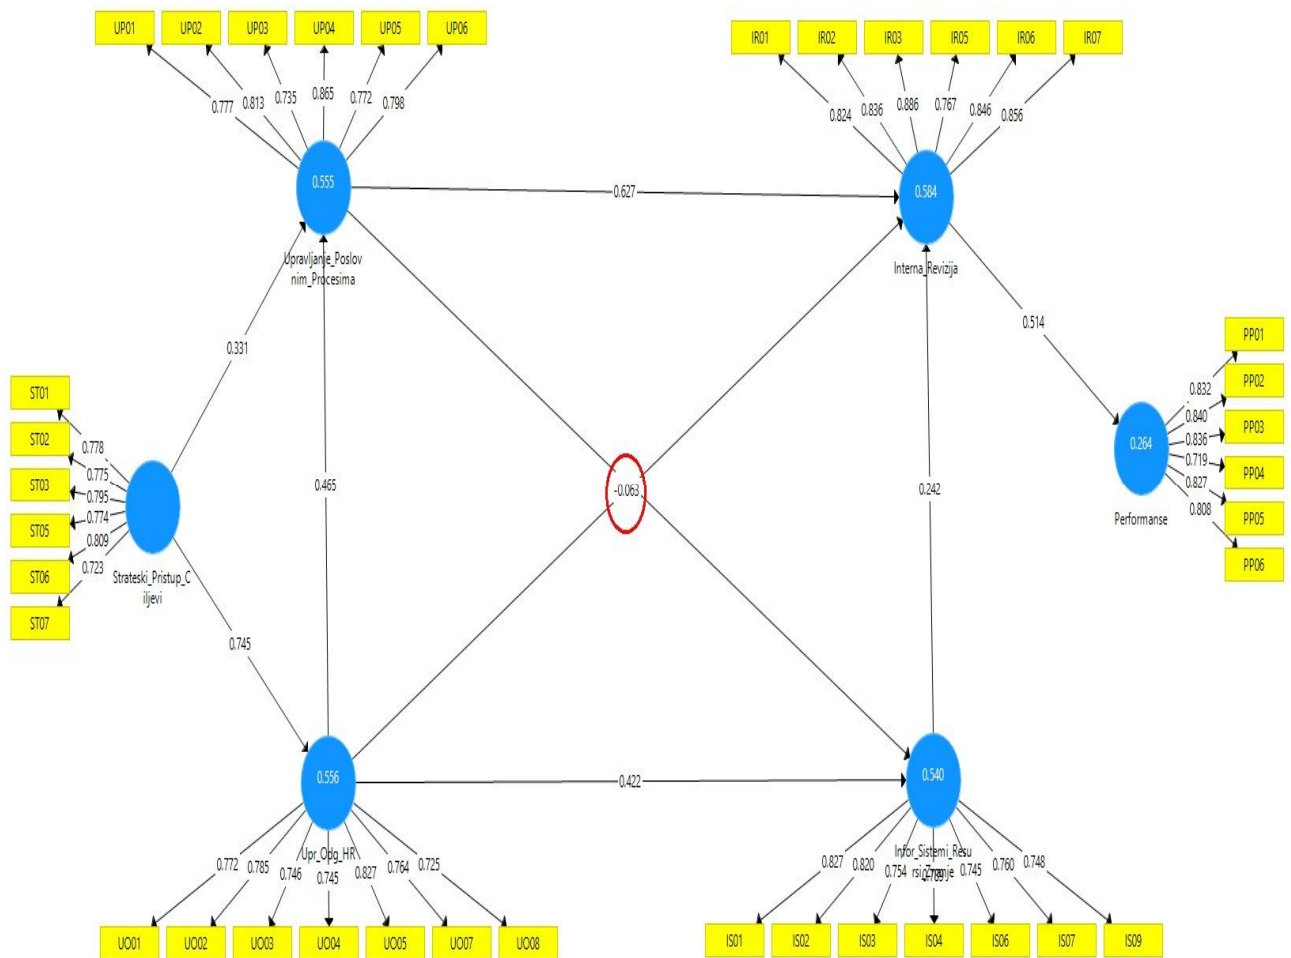 UP01 UP02 UP03 UP04 UP05 UP06
IR01 IR02 IR03 IR05 IR06 IR07
0.777 0.813 0.735 0.865 0.772 0.798
0.824 0.836 0.886 0.767 0.846 0.856
0.555
0.627
0.584
Upravljanje_Poslov
nim_Procesima
Interna_Revizija
0.331
0.514
ST01
ST02
ST03
ST05
ST06
ST07
0.778
0.775
0.795
0.774
0.809
0.723
Strateski_Pristup_C
iljevi
0.465
-0.063
0.242
0.264
Performanse
0.832
0.840
0.836
0.719
0.827
0.808
PP01
PP02
PP03
PP04
PP05
PP06
0.745
0.556
0.422
0.540
Upr_Odg_HR
Infor_Sistemi_Resu
rsi_Znanje
0.772 0.785 0.746 0.745 0.827 0.764 0.725
0.827 0.820 0.754 0.745 0.760 0.748
UO01 UO02 UO03 UO04 UO05 UO07 UO08
IS01 IS02 IS03 IS04 IS06 IS07 IS09